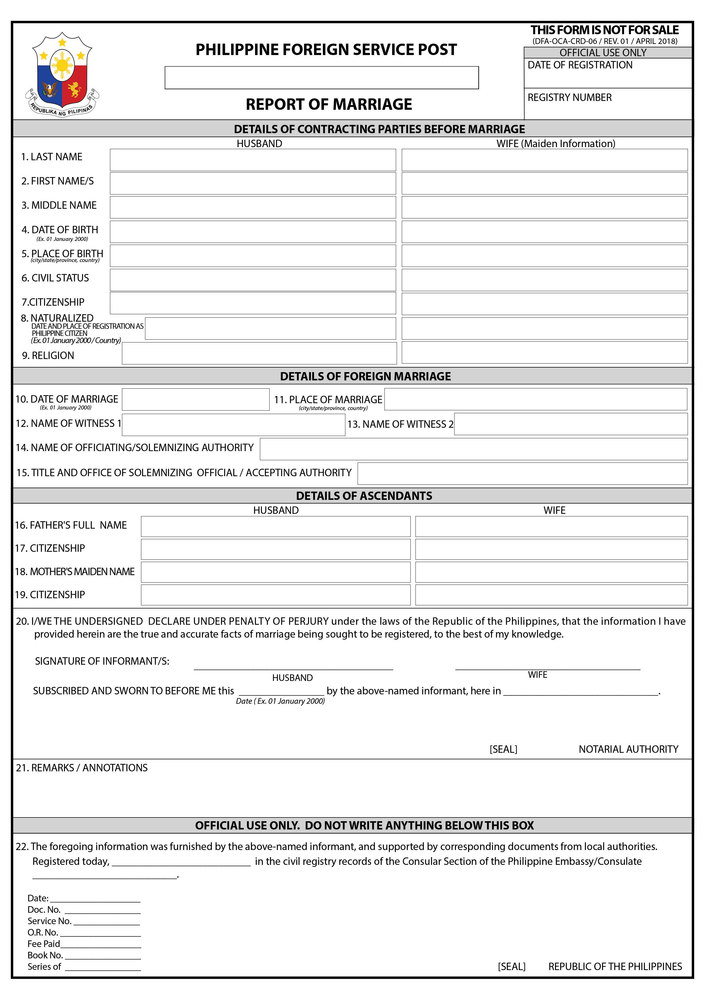 THIS FORM IS NOT FOR SALE
(DFA-OCA-CRD-06 / REV. 01 / APRIL 2018)
OFFICIAL USE ONLY
DATE OF REGISTRATION
REGISTRY NUMBER
REPUBLIKA NG PILIPINAS
PHILIPPINE FOREIGN SERVICE POST
REPORT OF MARRIAGE
DETAILS OF CONTRACTING PARTIES BEFORE MARRIAGE
HUSBAND WIFE (Maiden Information)
1. LAST NAME
2. FIRST NAME/S
3. MIDDLE NAME
4. DATE OF BIRTH
(Ex. 01 January 2000)
5. PLACE OF BIRTH
(city/state/province, country)
6. CIVIL STATUS
7.CITIZENSHIP
8. NATURALIZED
DATE AND PLACE OF REGISTRATION AS
PHILIPPINE CITIZEN
(Ex. 01 January 2000 / Country)
9. RELIGION
DETAILS OF FOREIGN MARRIAGE
10. DATE OF MARRIAGE 11. PLACE OF MARRIAGE
(Ex. 01 January 2000) (city/state/province, country)
12. NAME OF WITNESS 1 13. NAME OF WITNESS 2
14. NAME OF OFFICIATING/SOLEMNIZING AUTHORITY
15. TITLE AND OFFICE OF SOLEMNIZING OFFICIAL / ACCEPTING AUTHORITY
DETAILS OF ASCENDANTS
HUSBAND WIFE
16. FATHER'S FULL NAME
17. CITIZENSHIP
18. MOTHER'S MAIDEN NAME
19. CITIZENSHIP
20. I/WE THE UNDERSIGNED DECLARE UNDER PENALTY OF PERJURY under the laws of the Republic of the Philippines, that the information I have
provided herein are the true and accurate facts of marriage being sought to be registered, to the best of my knowledge.
SIGNATURE OF INFORMANT/S: ____________________ ____________________
HUSBAND WIFE
SUBSCRIBED AND SWORN TO BEFORE ME this ________________ by the above-named informant, here in _____________________________.
Date ( Ex. 01 January 2000)
[SEAL] NOTARIAL AUTHORITY
21. REMARKS / ANNOTATIONS
OFFICIAL USE ONLY. DO NOT WRITE ANYTHING BELOW THIS BOX
22. The foregoing information was furnished by the above-named informant, and supported by corresponding documents from local authorities.
Registered today, __________________________ in the civil registry records of the Consular Section of the Philippine Embassy/Consulate
___________________________.
Date: ___________________
Doc. No. ________________
Service No. ______________
O.R. No. _________________
Fee Paid_________________
Book No. ________________
Series of ________________
[SEAL] REPUBLIC OF THE PHILIPPINES